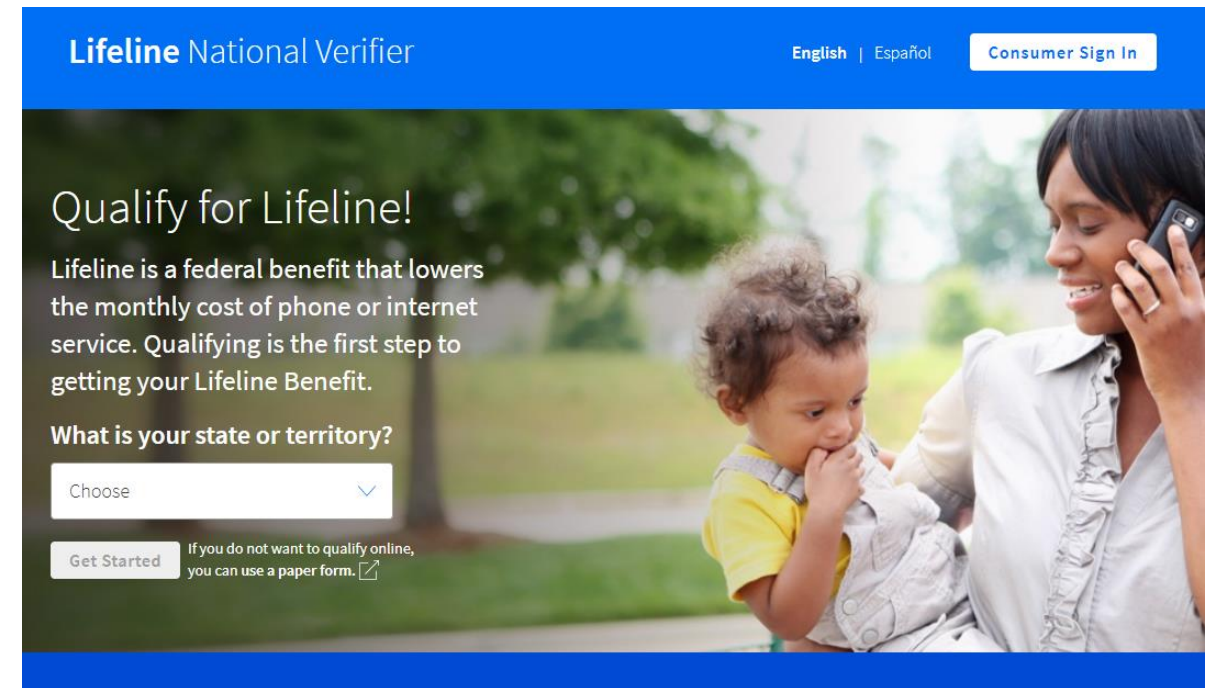 Lifeline National Verifier
English | Español
Consumer Sign In
Qualify for Lifeline!
Lifeline is a federal benefit that lowers
the monthly cost of phone or internet
service. Qualifying is the first step to
getting your Lifeline Benefit.
What is your state or territory?
Choose
Get Started
If you do not want to qualify online,
you can use a paper form.